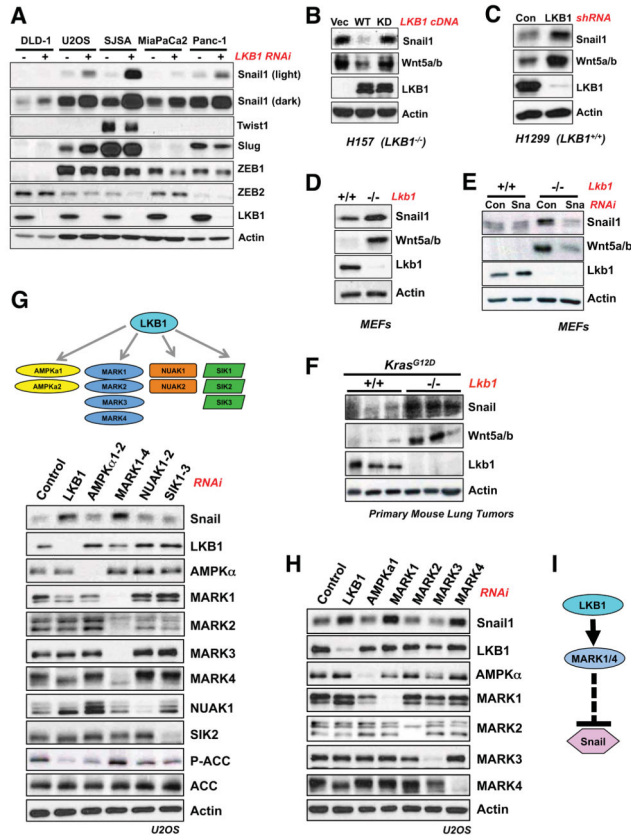 A
DLD-1 U2OS SJSA MiaPaCa2 Panc-1
- + - + - + - + - + LKB1 RNAi
Snail1 (light)
Snail1 (dark)
Twist1
Slug
ZEB1
ZEB2
LKB1
Actin
B
LKB1 cDNA
Vec WT KD
Snail1
Wnt5a/b
LKB1
Actin
H157 (LKB1-/-)
C
Con LKB1 shRNA
Snail1
Wnt5a/b
LKB1
Actin
H1299 (LKB1+/+)
D
+/+ -/- Lkb1
Snail1
Wnt5a/b
Lkb1
Actin
MEFs
E
+/+ -/- Lkb1
Con Sna Con Sna RNAi
Snail1
Wnt5a/b
Lkb1
Actin
MEFs
F
KrasG12D
+/+ -/- Lkb1
Snail
Wnt5a/b
Lkb1
Actin
Primary Mouse Lung Tumors
G
LKB1
AMPKa1 MARK1 NUAK1 SIK1
AMPKa2 MARK2 NUAK2 SIK2
MARK3 SIK3
MARK4
Control LKB1 AMPKα1-2 MARK1-4 NUAK1-2 SIK1-3 RNAi
Snail
LKB1
AMPKα
MARK1
MARK2
MARK3
MARK4
NUAK1
SIK2
P-ACC
ACC
Actin
U2OS
H
Control LKB1 AMPKa1 MARK1 MARK2 MARK3 MARK4 RNAi
Snail1
LKB1
AMPKα
MARK1
MARK2
MARK3
MARK4
Actin
U2OS
I
LKB1
MARK1/4
Snail